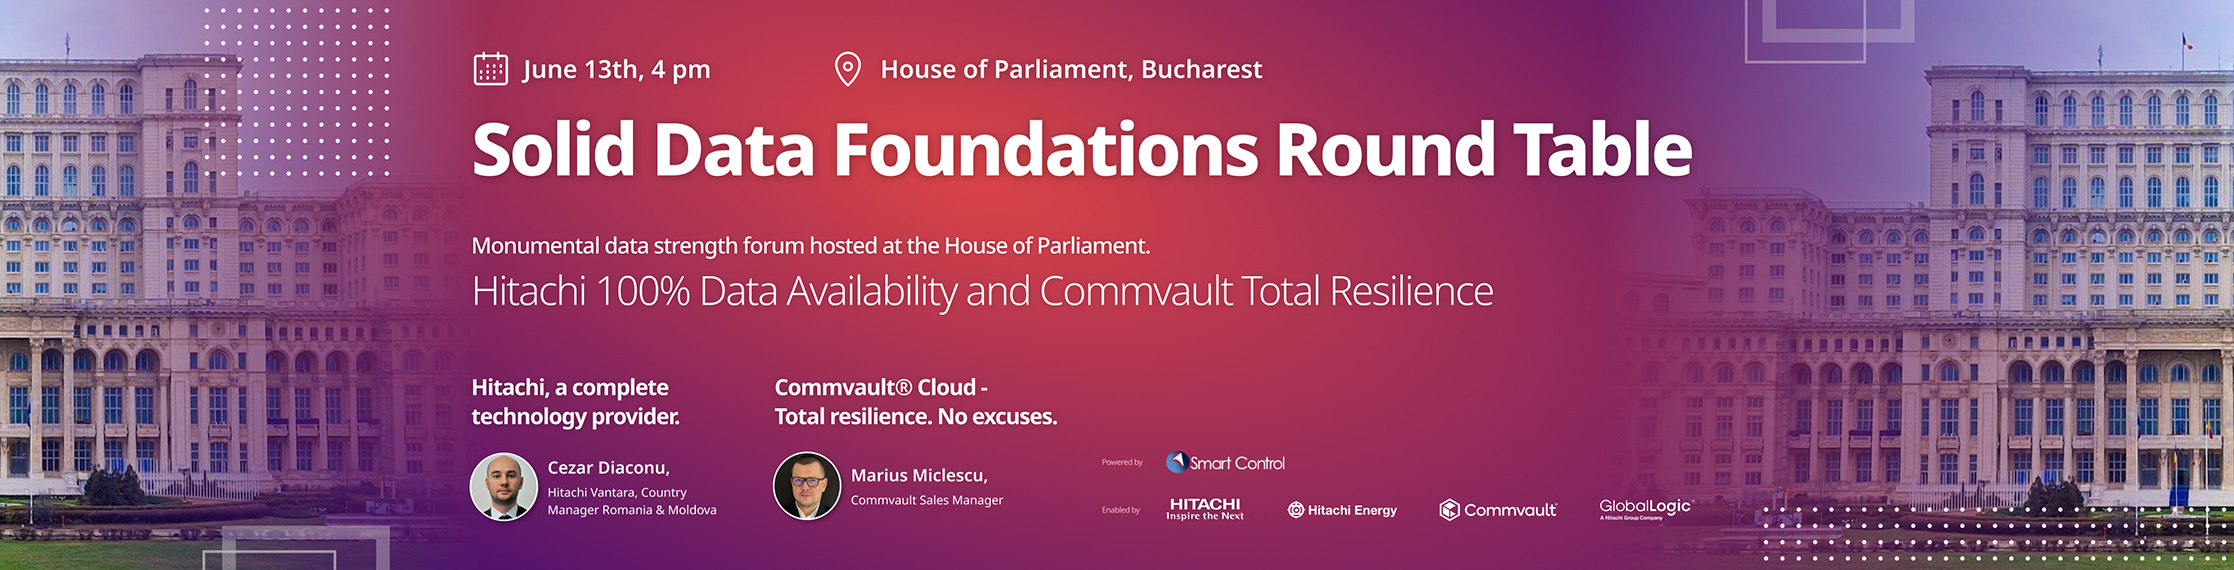 June 13th, 4 pm
House of Parliament, Bucharest
Solid Data Foundations Round Table
Monumental data strength forum hosted at the House of Parliament.
Hitachi 100% Data Availability and Commvault Total Resilience
Hitachi, a complete
technology provider.
Cezar Diaconu,
Hitachi Vantara, Country
Manager Romania & Moldova
Commvault® Cloud -
Total resilience. No excuses.
Marius Miclescu,
Commvault Sales Manager
Powered by
Smart Control
Enabled by
HITACHI
Inspire the Next
Hitachi Energy
Commvault
GlobalLogic®
A Hitachi Group Company